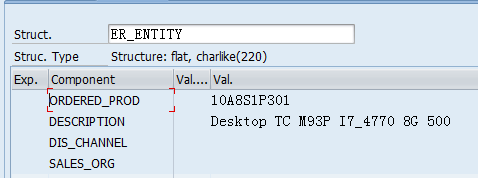 Struct. ER_ENTITY
Struc. Type Structure: flat, charlike(220)
Exp. Component Val.... Val.
ORDERED_PROD 10A8S1P301
DESCRIPTION Desktop TC M93P I7_4770 8G 500
DIS_CHANNEL
SALES_ORG